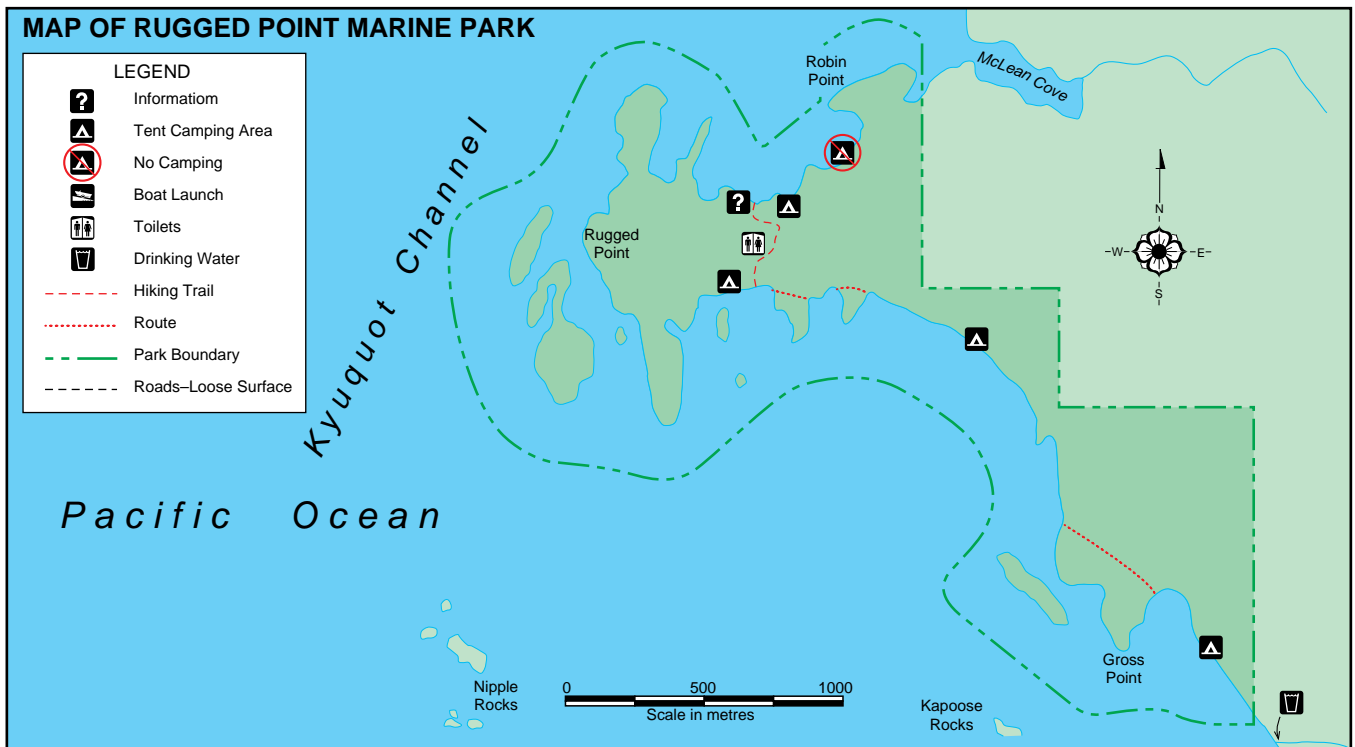 MAP OF RUGGED POINT MARINE PARK
LEGEND
?
Informatiom
Tent Camping Area
No Camping
Boat Launch
Toilets
Drinking Water
Hiking Trail
Route
Park Boundary
Roads–Loose Surface
Robin
Point
McLean Cove
Kyuquot Channel
?
Rugged
Point
N
W
E
S
Pacific Ocean
Nipple
Rocks
0 500 1000
Scale in metres
Kapoose
Rocks
Gross
Point